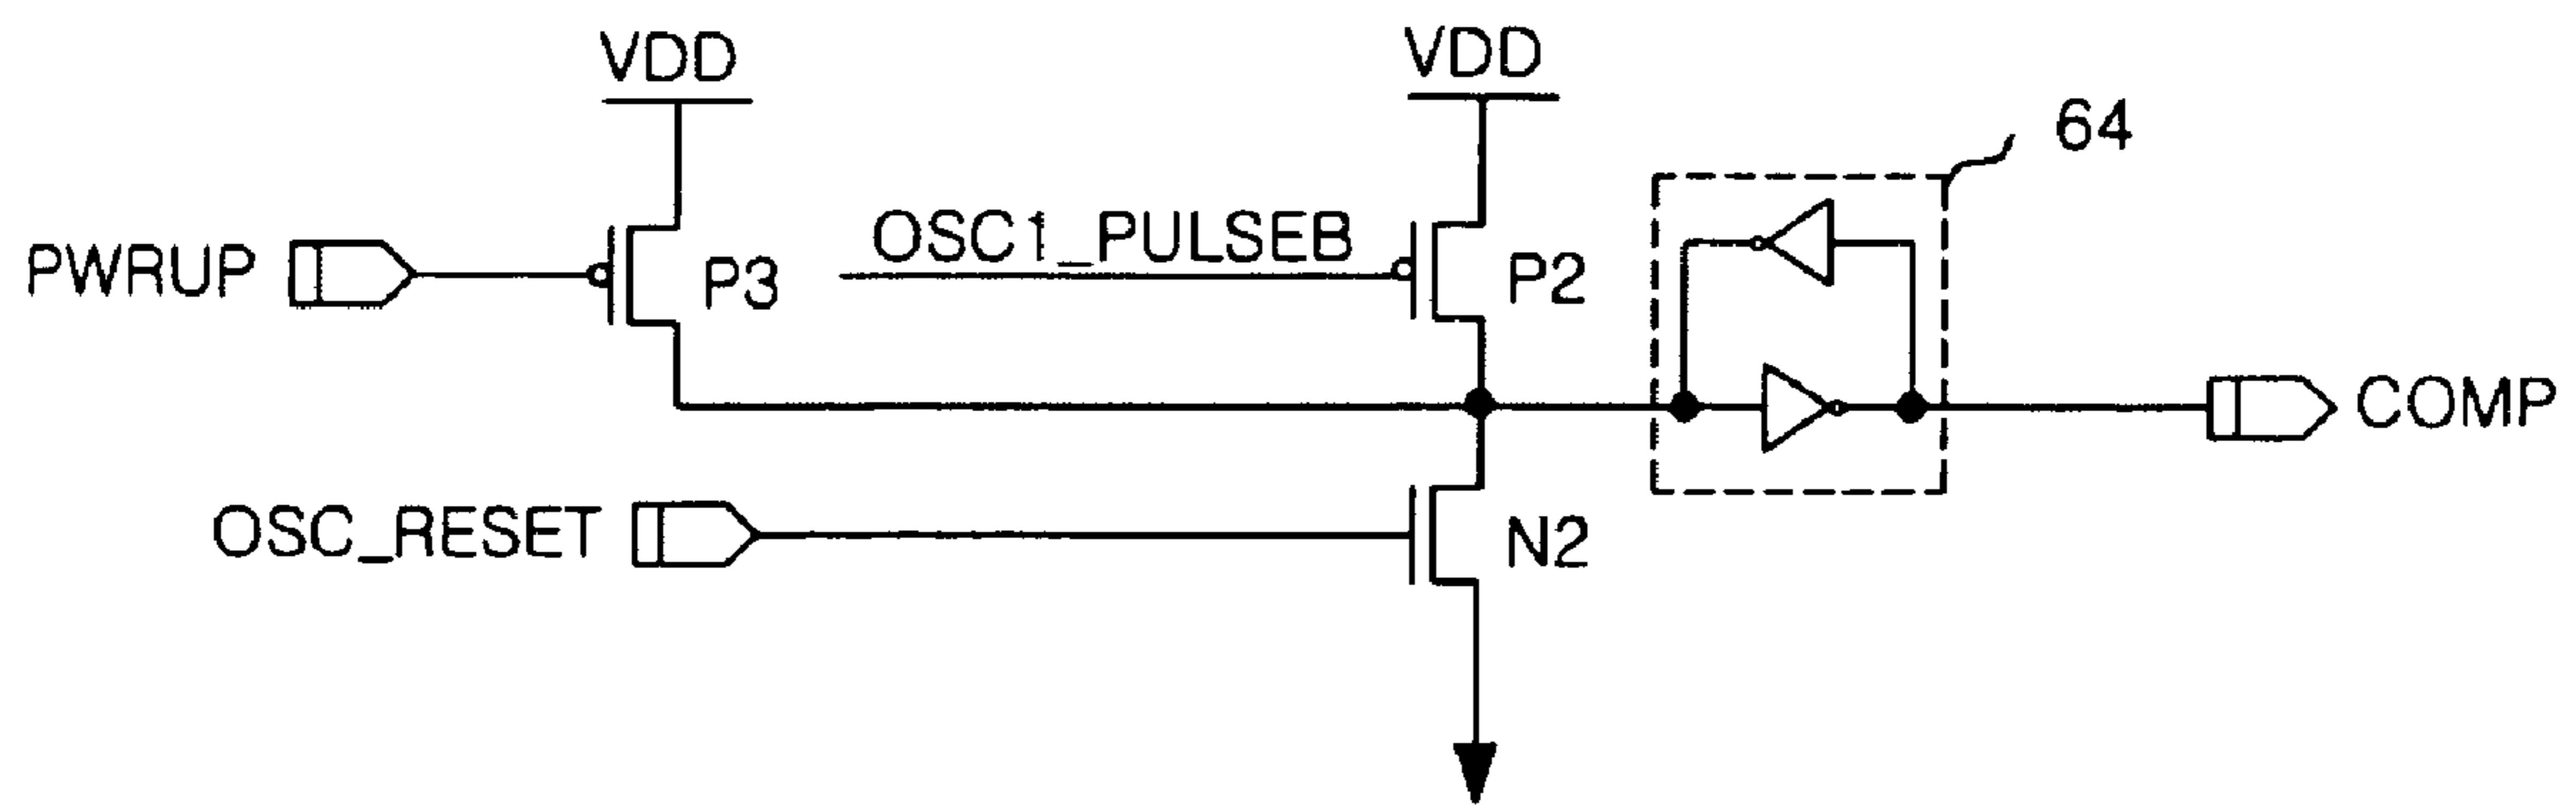 VDD
VDD
64
PWRUP
P3
OSC1_PULSEB
P2
COMP
OSC_RESET
N2